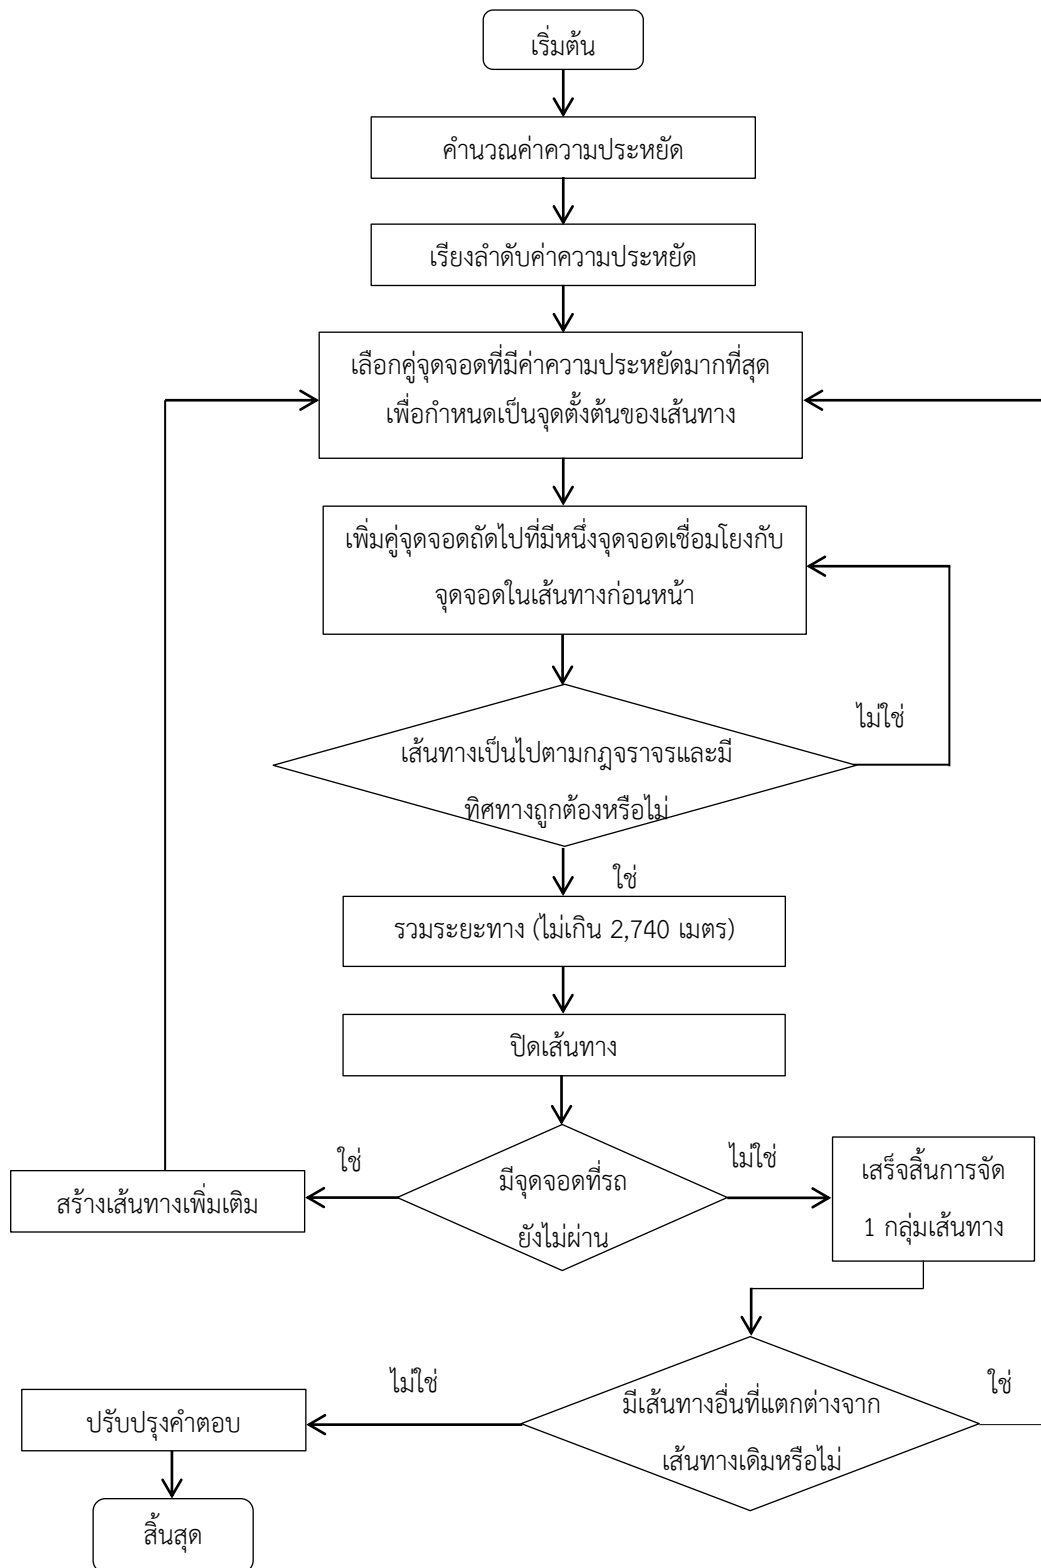 เริ่มต้น
คำนวณค่าความประหยัด
เรียงลำดับค่าความประหยัด
เลือกคู่จุดจอดที่มีค่าความประหยัดมากที่สุด
เพื่อกำหนดเป็นจุดตั้งต้นของเส้นทาง
เพิ่มคู่จุดจอดถัดไปที่มีหนึ่งจุดจอดเชื่อมโยงกับ
จุดจอดในเส้นทางก่อนหน้า
ไม่ใช่
เส้นทางเป็นไปตามกฎจราจรและมี
ทิศทางถูกต้องหรือไม่
ใช่
รวมระยะทาง (ไม่เกิน 2,740 เมตร)
ปิดเส้นทาง
ใช่
ไม่ใช่
มีจุดจอดที่รถ
ยังไม่ผ่าน
สร้างเส้นทางเพิ่มเติม
เสร็จสิ้นการจัด
1 กลุ่มเส้นทาง
ไม่ใช่
ใช่
มีเส้นทางอื่นที่แตกต่างจาก
เส้นทางเดิมหรือไม่
ปรับปรุงคำตอบ
สิ้นสุด